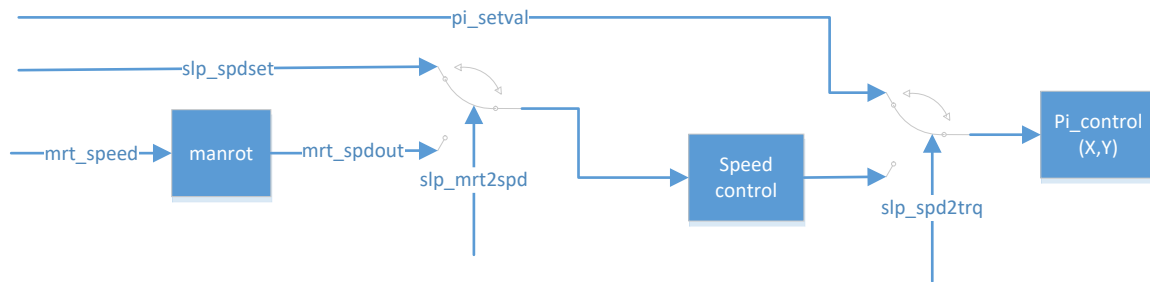 pi_setval
slp_spdset
mrt_speed
manrot
mrt_spdout
slp_mrt2spd
Speed
control
slp_spd2trq
Pi_control
(X,Y)